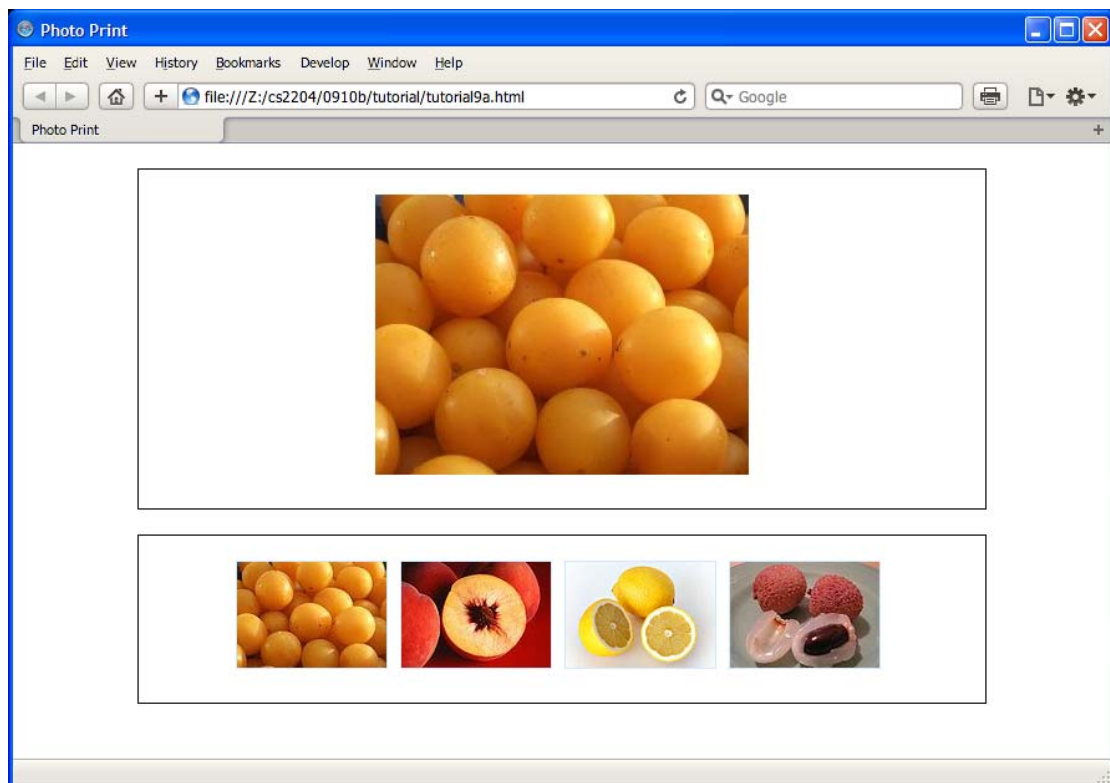 Photo Print
File Edit View History Bookmarks Develop Window Help
file:///Z:/cs2204/0910b/tutorial/tutorial9a.html Google
Photo Print